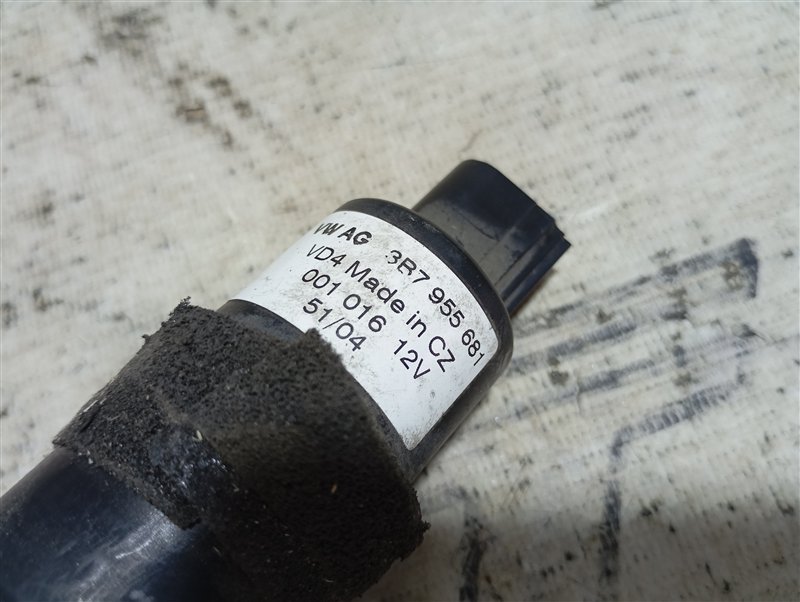 VW AG 3R7 955 681
VD4 Made in CZ
001 016 12V
51/04